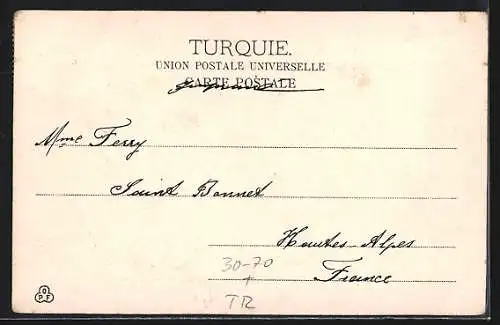 TURQUIE.
UNION POSTALE UNIVERSELLE
CARTE POSTALE
Mme Ferry
Saint Bonnet
Hautes-Alpes
France
30-70
TR
O
P F